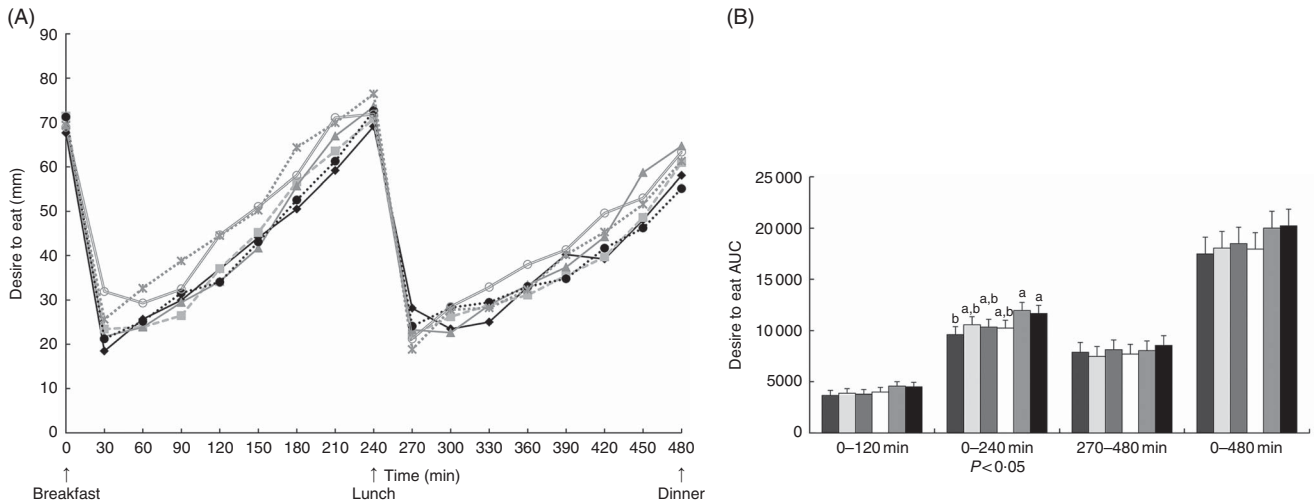 (A)
90
80
70
60
50
40
30
20
10
0
Desire to eat (mm)
0 30 60 90 120 150 180 210 240 270 300 330 360 390 420 450 480
↑ ↑ Time (min) ↑
Breakfast Lunch Dinner
(B)
25 000
20 000
15 000
10 000
5000
0
Desire to eat AUC
b a,b a,b a,b a a
0–120 min 0–240 min 270–480 min 0–480 min
P<0·05